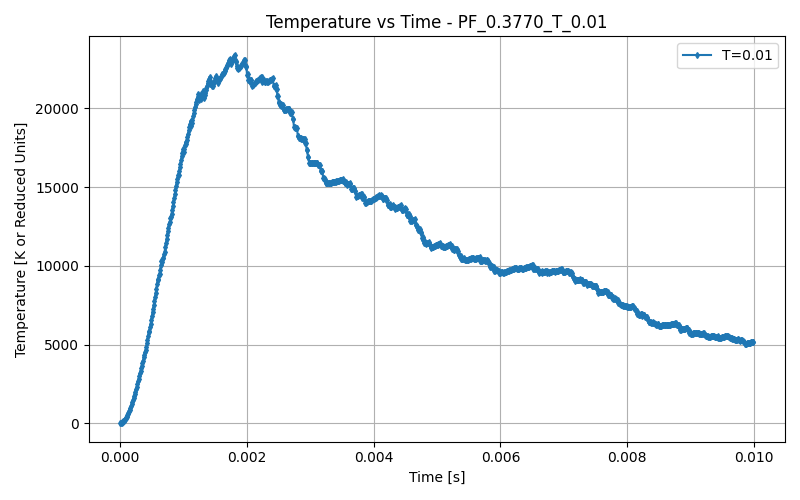 Temperature vs Time - PF_0.3770_T_0.01
T=0.01
Temperature [K or Reduced Units]
20000
15000
10000
5000
0
0.000 0.002 0.004 0.006 0.008 0.010
Time [s]